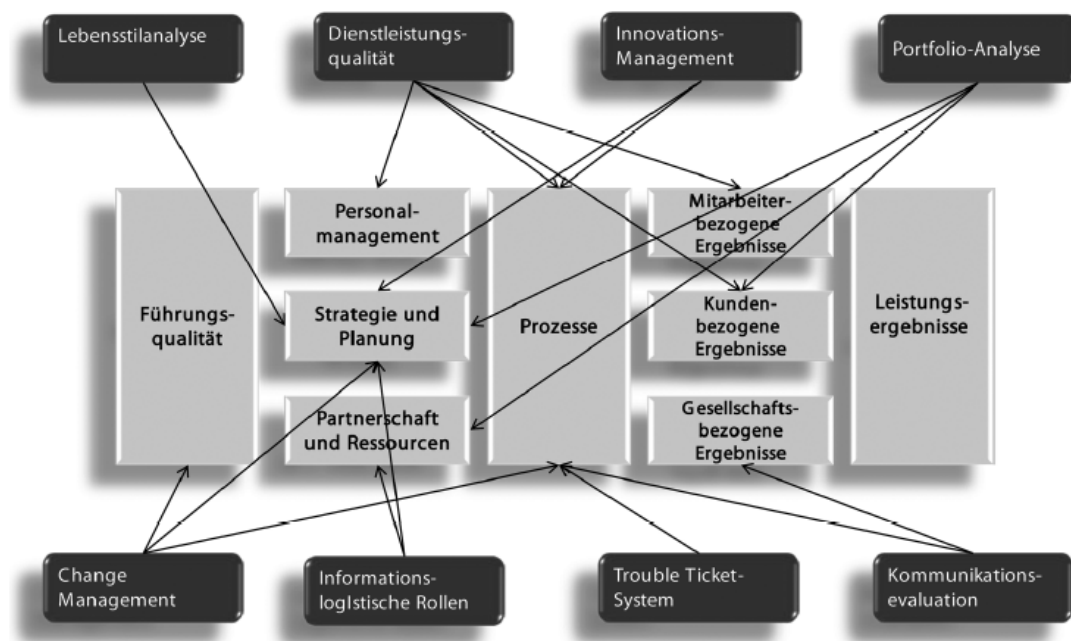 Lebensstilanalyse
Dienstleistungs-
qualität
Innovations-
Management
Portfolio-Analyse
Führungs-
qualität
Personal-
management
Strategie und
Planung
Partnerschaft
und Ressourcen
Prozesse
Mitarbeiter-
bezogene
Ergebnisse
Kunden-
bezogene
Ergebnisse
Gesellschafts-
bezogene
Ergebnisse
Leistungs-
ergebnisse
Change
Management
Informations-
logistische Rollen
Trouble Ticket-
System
Kommunikations-
evaluation